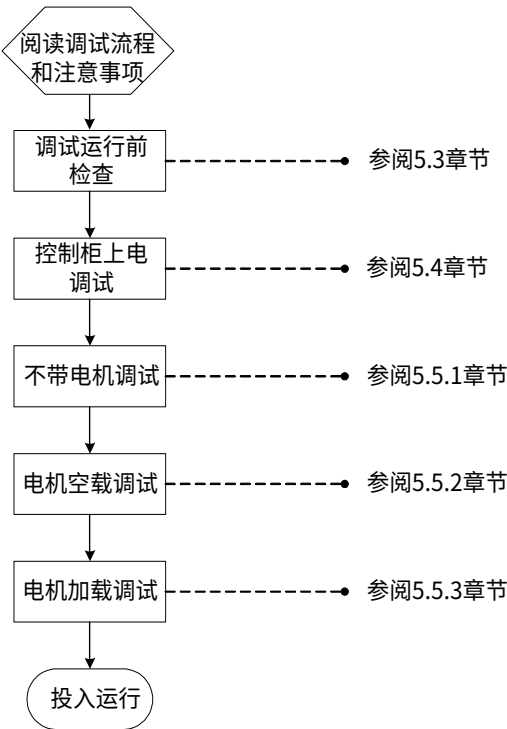 阅读调试流程
和注意事项
调试运行前
检查
参阅5.3章节
控制柜上电
调试
参阅5.4章节
不带电机调试
参阅5.5.1章节
电机空载调试
参阅5.5.2章节
电机加载调试
参阅5.5.3章节
投入运行